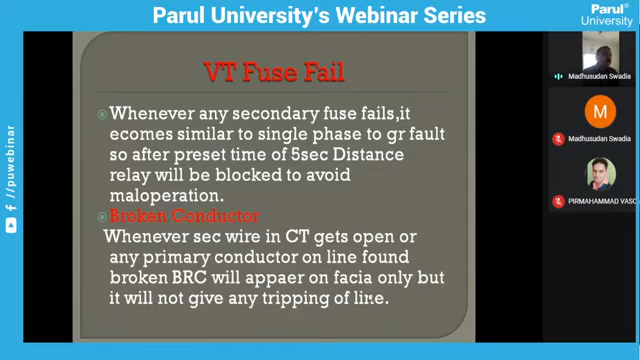 Parul University's Webinar Series
Parul®
University
VT Fuse Fail
Whenever any secondary fuse fails,it
ecomes similar to single phase to gr fault
so after preset time of 5sec Distance
relay will be blocked to avoid
maloperation.
Broken Conductor
Whenever sec wire in CT gets open or
any primary conductor on line found
broken BRC will appaer on facia only but
it will not give any tripping of line.
Madhusudan Swadia
M
Madhusudan Swadia
PIRMAHAMMAD VASO
f //puwebinar